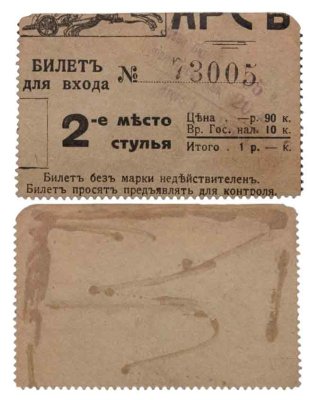 АРСЪ
БИЛЕТЪ
для входа
№ 73005
2-е мѣсто
стулья
Цѣна . —р. 90 к.
Вр. Гос. нал. 10 к.
Итого . 1 р. — к.
Билетъ безъ марки недѣйствителенъ.
Билетъ просятъ предъявлять для контроля.